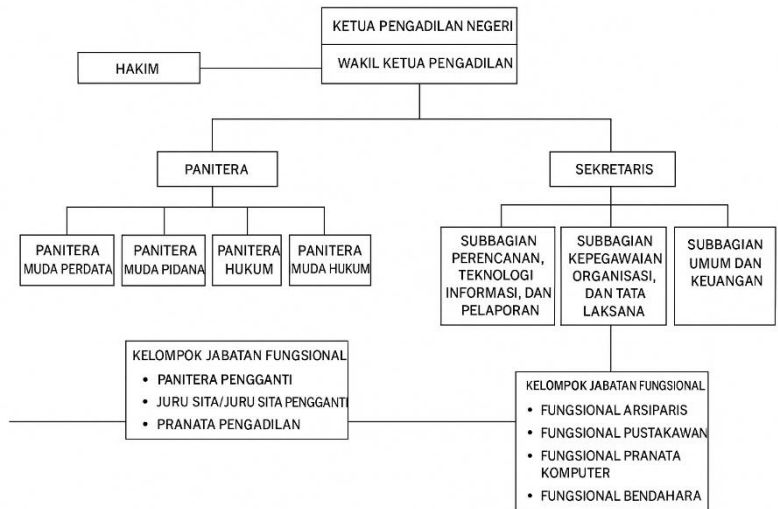 KETUA PENGADILAN NEGERI
WAKIL KETUA PENGADILAN
HAKIM
PANITERA
SEKRETARIS
PANITERA
MUDA PERDATA
PANITERA
MUDA PIDANA
PANITERA
HUKUM
PANITERA
MUDA HUKUM
SUBBAGIAN
PERENCANAN,
TEKNOLOGI
INFORMASI, DAN
PELAPORAN
SUBBAGIAN
KEPEGAWAIAN
ORGANISASI,
DAN TATA
LAKSANA
SUBBAGIAN
UMUM DAN
KEUANGAN
KELOMPOK JABATAN FUNGSIONAL
• PANITERA PENGGANTI
• JURU SITA/JURU SITA PENGGANTI
• PRANATA PENGADILAN
KELOMPOK JABATAN FUNGSIONAL
• FUNGSIONAL ARSIPARIS
• FUNGSIONAL PUSTAKAWAN
• FUNGSIONAL PRANATA
KOMPUTER
• FUNGSIONAL BENDAHARA